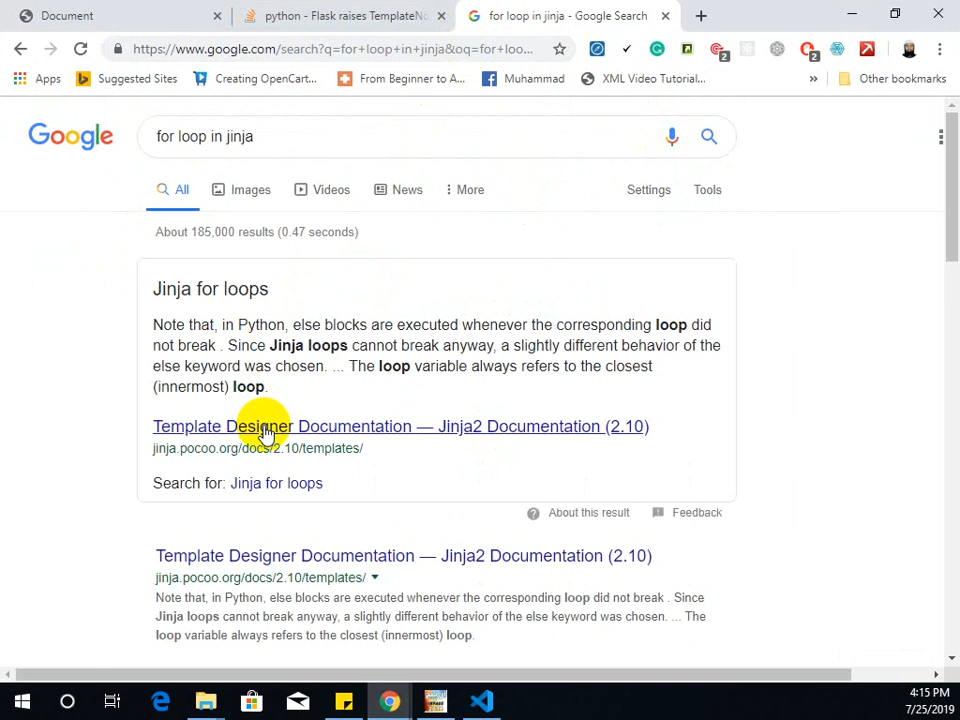 Document
python - Flask raises TemplateNo
for loop in jinja - Google Search
https://www.google.com/search?q=for+loop+in+jinja&oq=for+loo...
2
2
Apps
Suggested Sites
Creating OpenCart...
From Beginner to A...
Muhammad
XML Video Tutorial...
»
Other bookmarks
Google
for loop in jinja
All
Images
Videos
News
More
Settings
Tools
About 185,000 results (0.47 seconds)
Jinja for loops
Note that, in Python, else blocks are executed whenever the corresponding loop did
not break . Since Jinja loops cannot break anyway, a slightly different behavior of the
else keyword was chosen. ... The loop variable always refers to the closest
(innermost) loop.
Template Designer Documentation — Jinja2 Documentation (2.10)
jinja.pocoo.org/docs/2.10/templates/
Search for: Jinja for loops
About this result
Feedback
Template Designer Documentation — Jinja2 Documentation (2.10)
jinja.pocoo.org/docs/2.10/templates/
Note that, in Python, else blocks are executed whenever the corresponding loop did not break . Since
Jinja loops cannot break anyway, a slightly different behavior of the else keyword was chosen. ... The
loop variable always refers to the closest (innermost) loop.
4:15 PM
7/25/2019